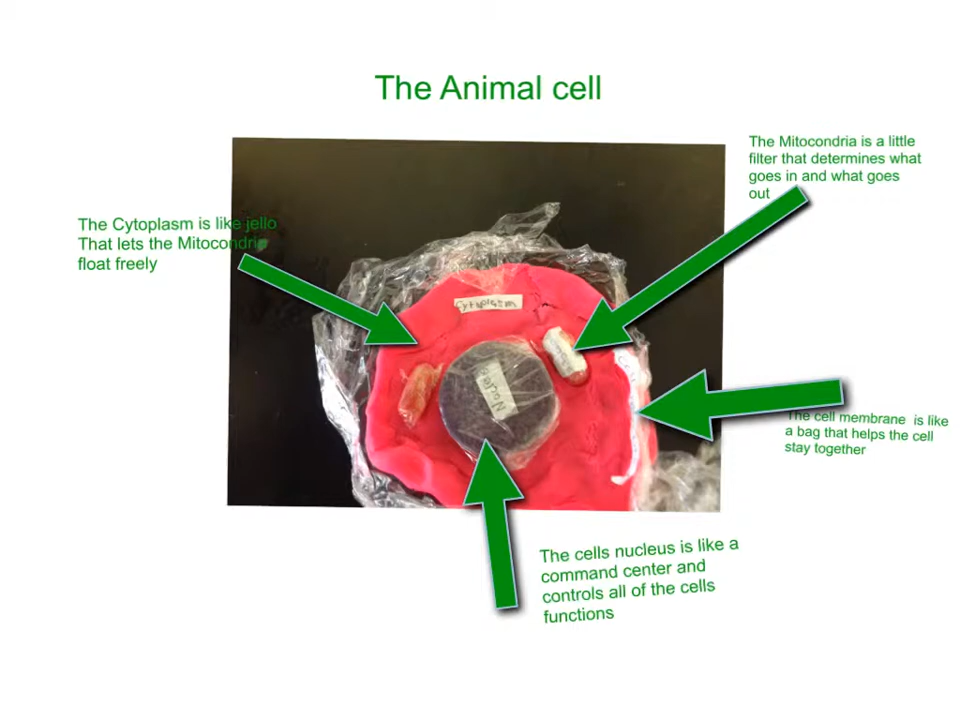 The Animal cell
The Mitocondria is a little
filter that determines what
goes in and what goes
out
The Cytoplasm is like jello
That lets the Mitocondria
float freely
Cytoplasm
The cell membrane is like
a bag that helps the cell
stay together
The cells nucleus is like a
command center and
controls all of the cells
functions